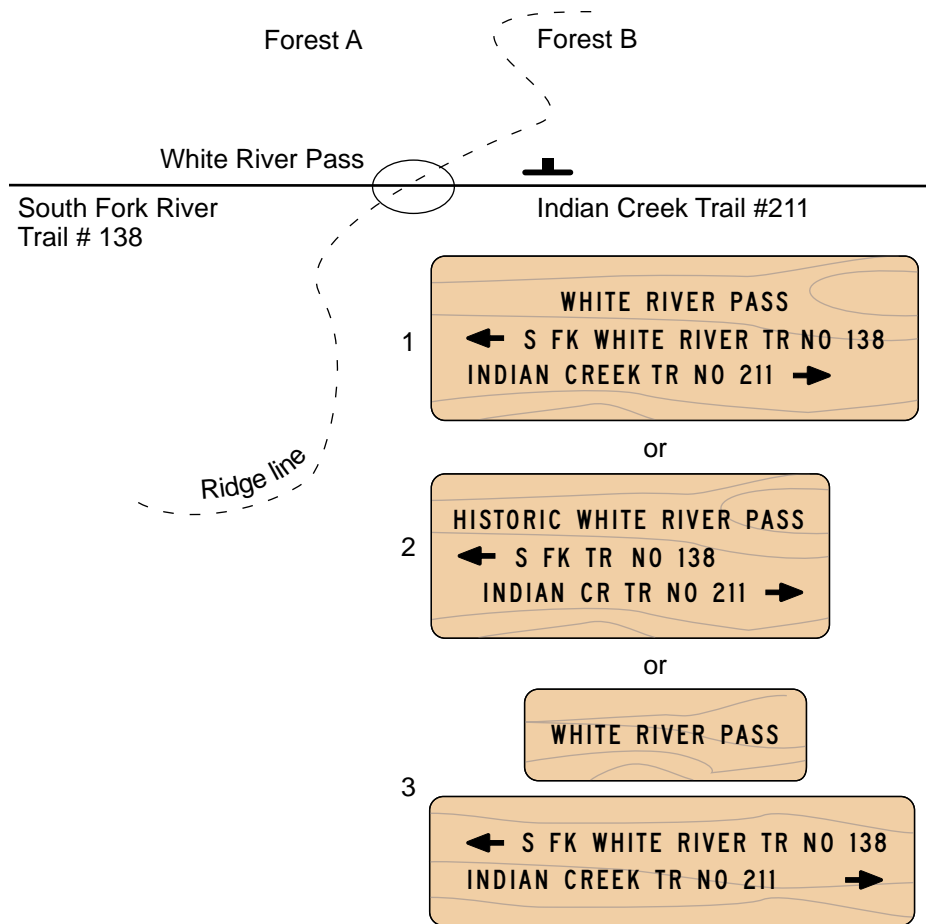 Forest A
Forest B
White River Pass
South Fork River
Trail # 138
Indian Creek Trail #211
Ridge line
1
WHITE RIVER PASS
S FK WHITE RIVER TR NO 138
INDIAN CREEK TR NO 211
or
2
HISTORIC WHITE RIVER PASS
S FK TR NO 138
INDIAN CR TR NO 211
or
3
WHITE RIVER PASS
S FK WHITE RIVER TR NO 138
INDIAN CREEK TR NO 211